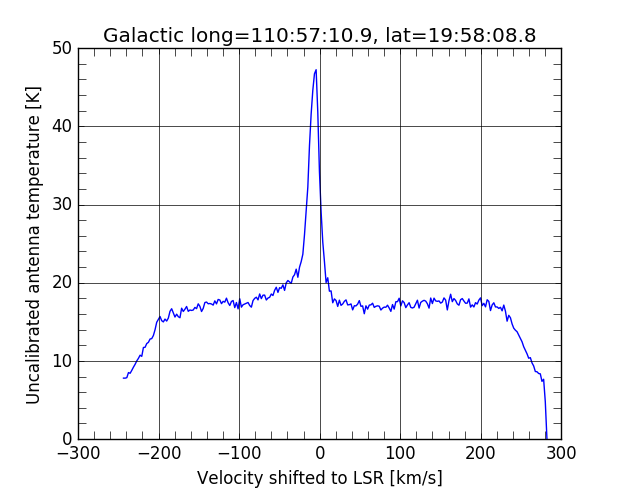 Galactic long=110:57:10.9, lat=19:58:08.8
50
40
30
20
10
0
Uncalibrated antenna temperature [K]
−300 −200 −100 0 100 200 300
Velocity shifted to LSR [km/s]